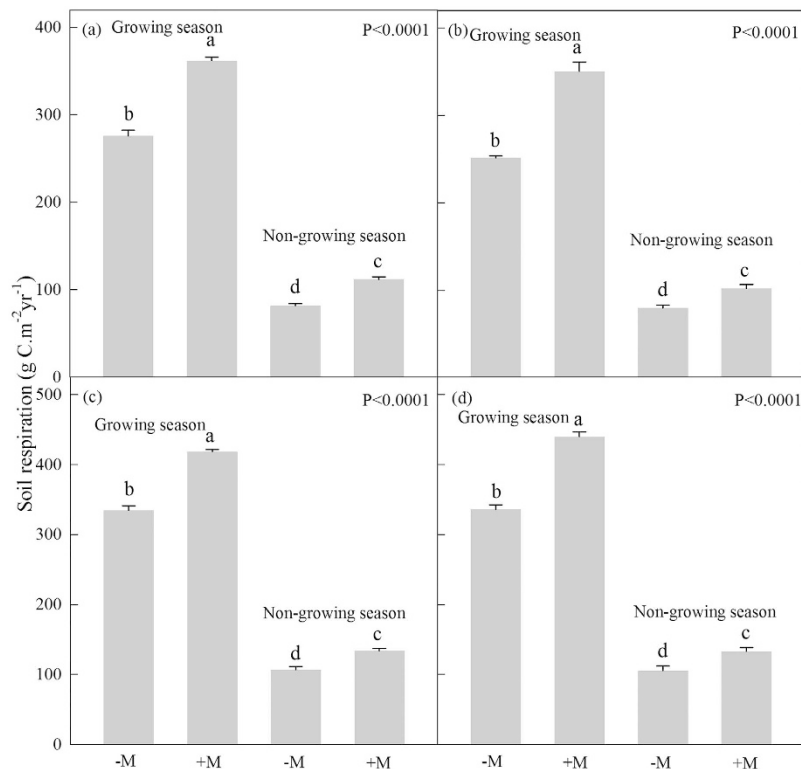 (a)
Growing season
P<0.0001
a
b
Non-growing season
d
c
400
300
200
100
0
(b)
Growing season
P<0.0001
a
b
Non-growing season
d
c
Soil respiration (g C.m⁻²yr⁻¹)
(c)
Growing season
P<0.0001
a
b
Non-growing season
d
c
500
400
300
200
100
0
-M +M -M +M
(d)
Growing season
P<0.0001
a
b
Non-growing season
d
c
-M +M -M +M